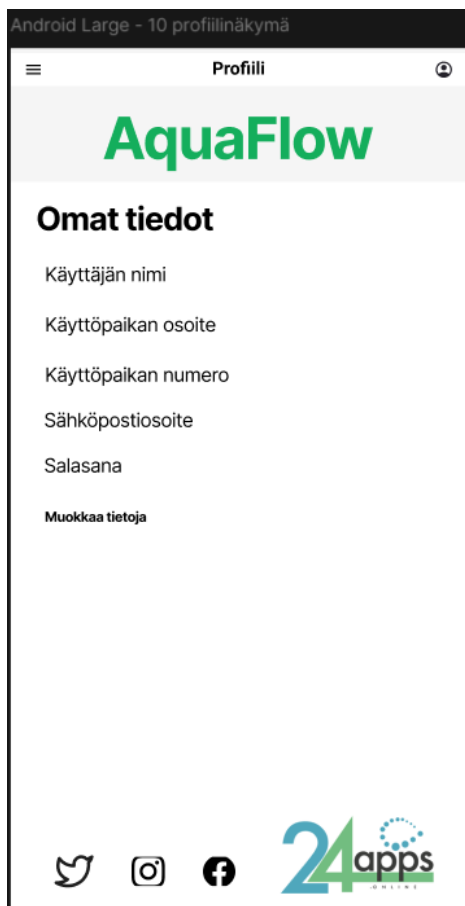 Android Large - 10 profiilinäkymä
Profiili
AquaFlow
Omat tiedot
Käyttäjän nimi
Käyttöpaikan osoite
Käyttöpaikan numero
Sähköpostiosoite
Salasana
Muokkaa tietoja
24apps
.ONLINE